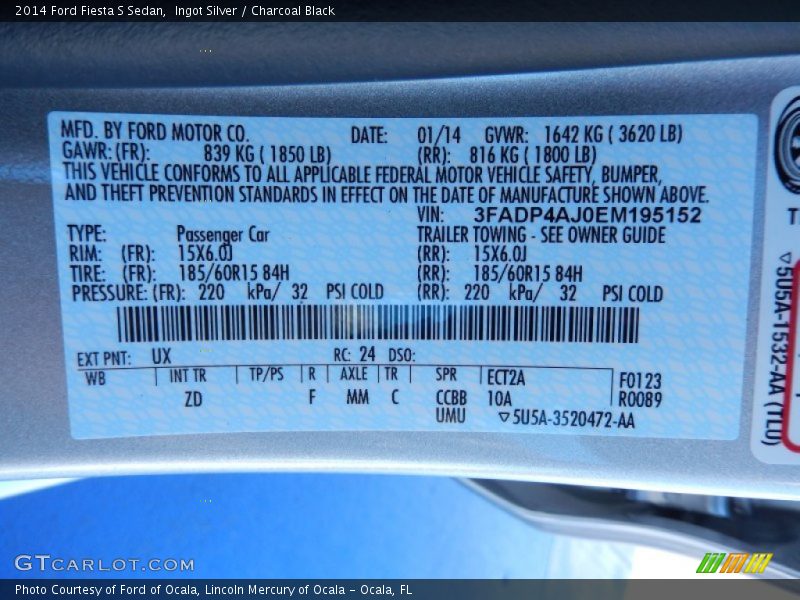 2014 Ford Fiesta S Sedan,  Ingot Silver / Charcoal Black
MFD. BY FORD MOTOR CO. DATE: 01/14 GVWR: 1642 KG ( 3620 LB)
GAWR: (FR): 839 KG ( 1850 LB) (RR): 816 KG ( 1800 LB)
THIS VEHICLE CONFORMS TO ALL APPLICABLE FEDERAL MOTOR VEHICLE SAFETY, BUMPER,
AND THEFT PREVENTION STANDARDS IN EFFECT ON THE DATE OF MANUFACTURE SHOWN ABOVE.
VIN: 3FADP4AJ0EM195152
TYPE: Passenger Car TRAILER TOWING - SEE OWNER GUIDE
RIM: (FR): 15X6.0J (RR): 15X6.0J
TIRE: (FR): 185/60R15 84H (RR): 185/60R15 84H
PRESSURE: (FR): 220 kPa/ 32 PSI COLD (RR): 220 kPa/ 32 PSI COLD
EXT PNT: UX RC: 24 DSO:
WB INT TR TP/PS R AXLE TR SPR ECT2A F0123
ZD F MM C CCBB 10A R0089
UMU ▽5U5A-3520472-AA
▽5U5A-1532-AA (TL0)
GTCARLOT.COM
Photo Courtesy of Ford of Ocala, Lincoln Mercury of Ocala - Ocala, FL